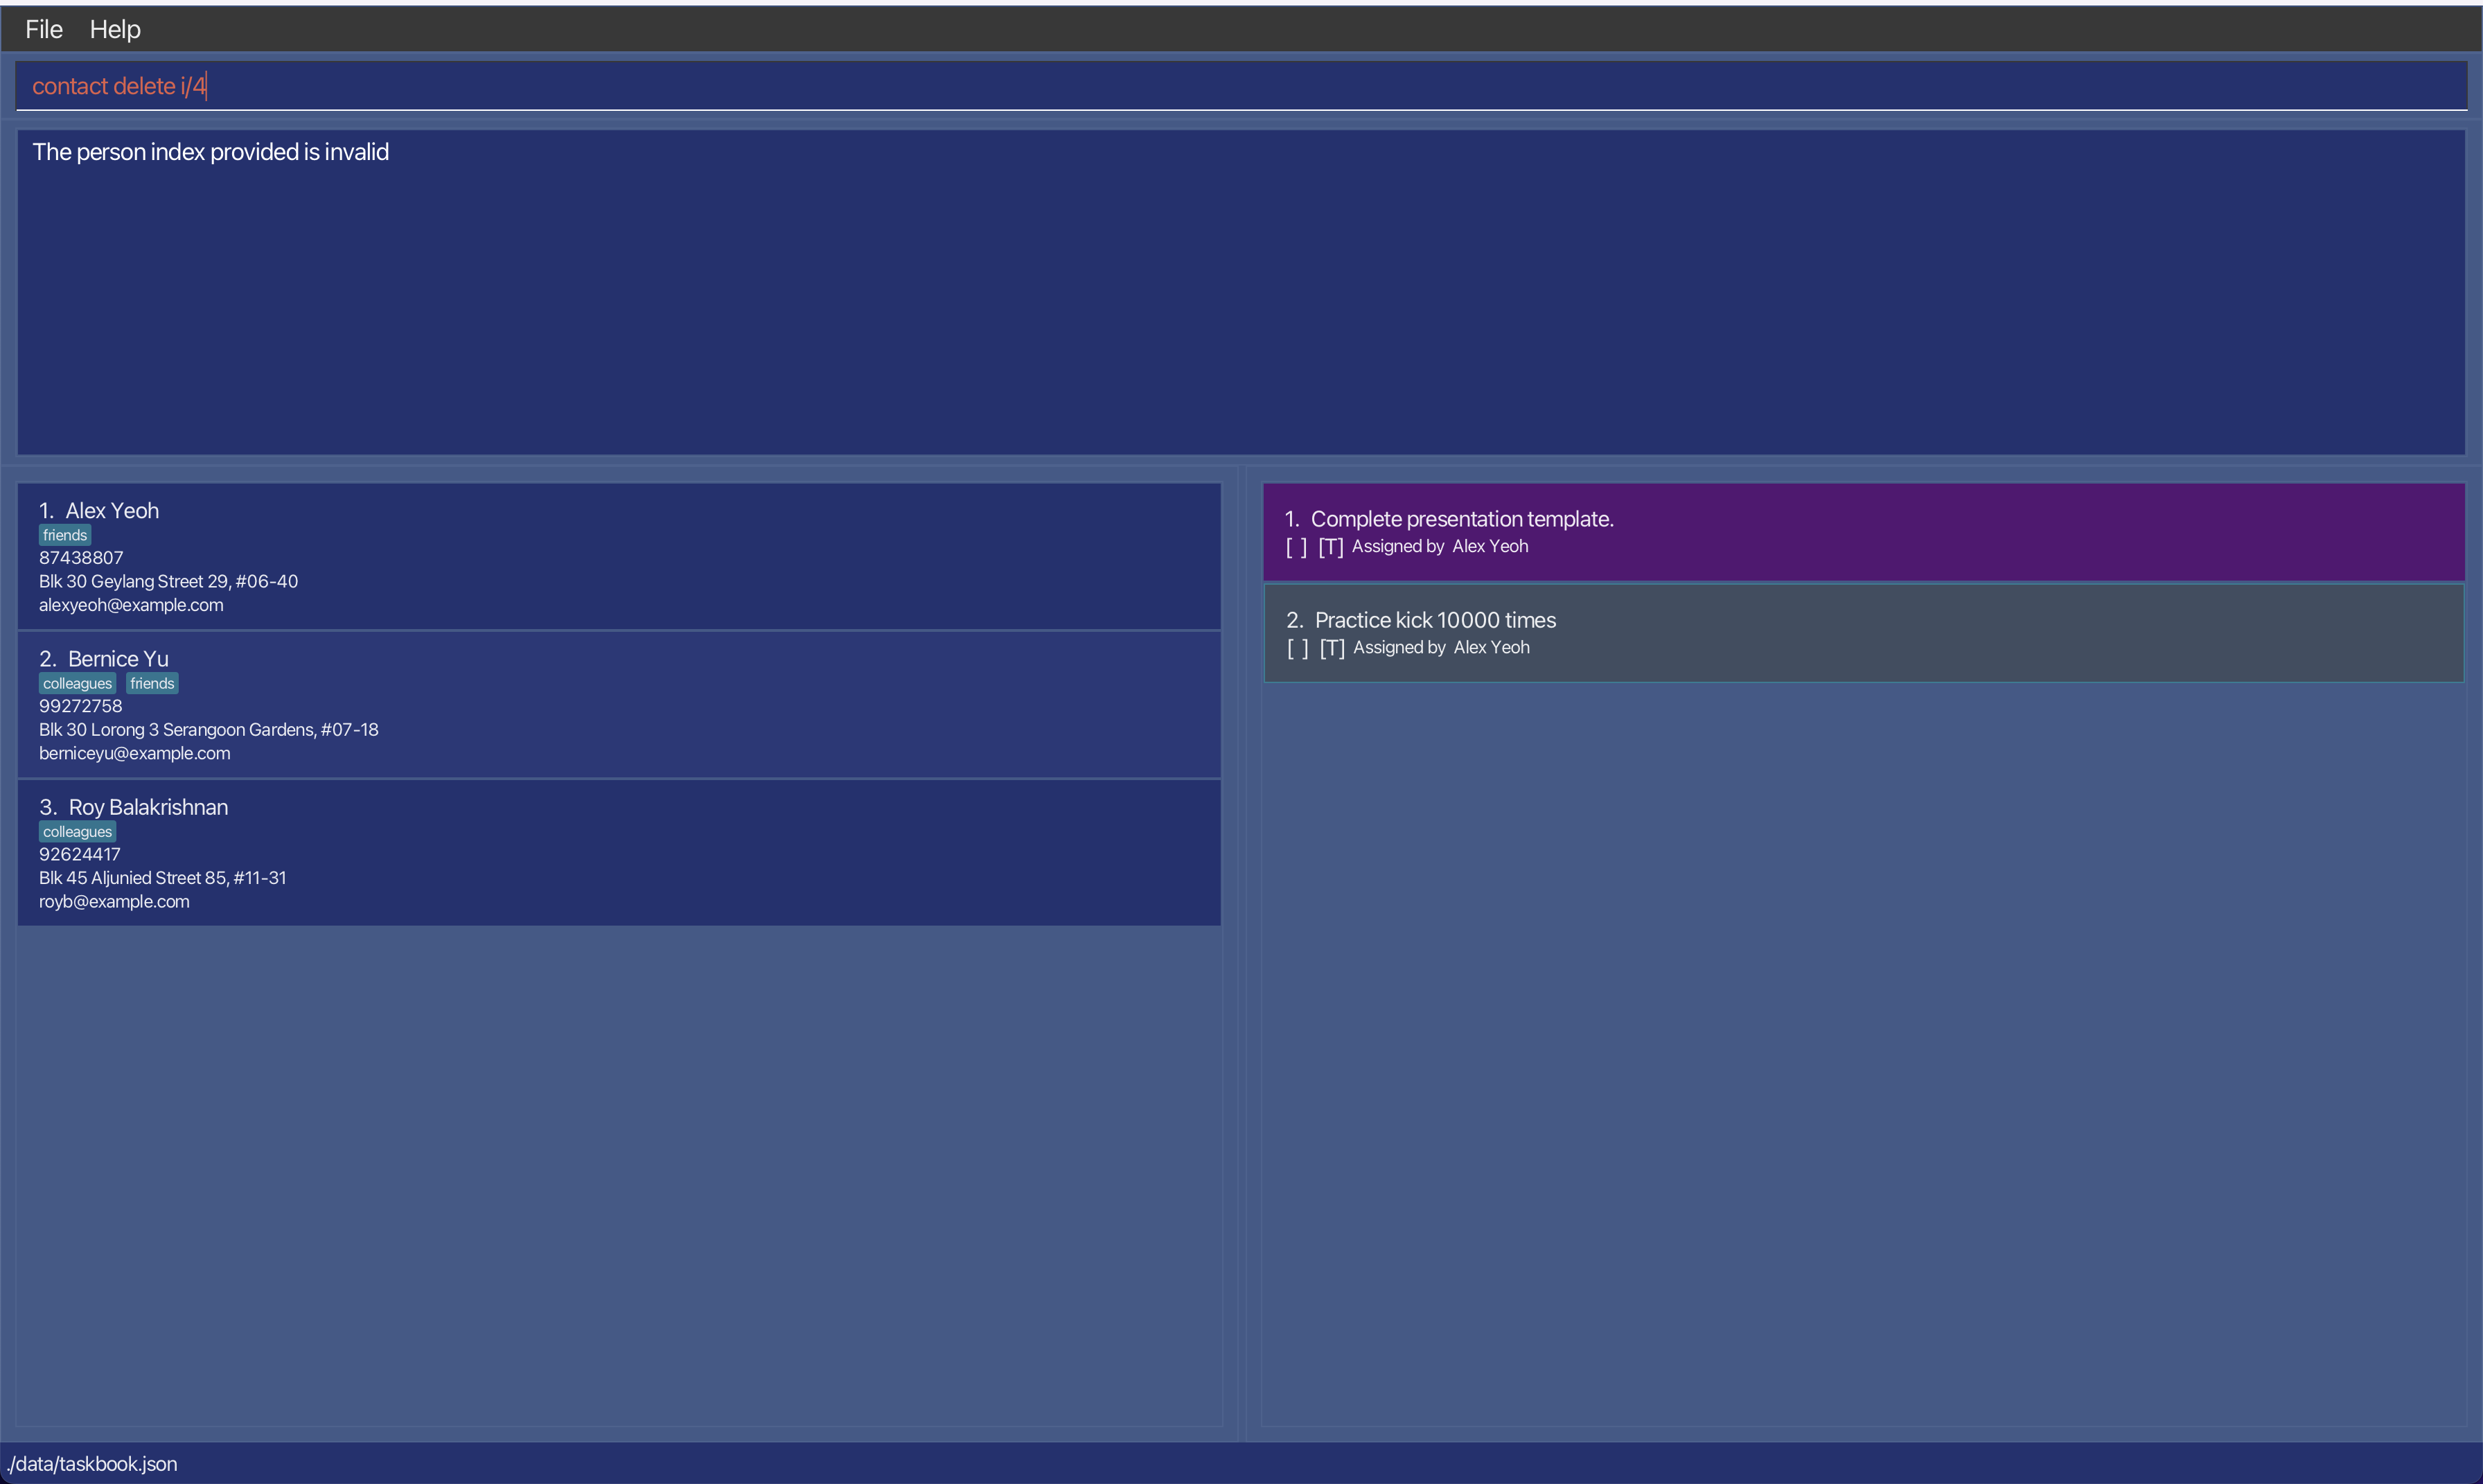 File Help
contact delete i/4
The person index provided is invalid
1. Alex Yeoh
friends
87438807
Blk 30 Geylang Street 29, #06-40
alexyeoh@example.com
2. Bernice Yu
colleagues friends
99272758
Blk 30 Lorong 3 Serangoon Gardens, #07-18
berniceyu@example.com
3. Roy Balakrishnan
colleagues
92624417
Blk 45 Aljunied Street 85, #11-31
royb@example.com
1. Complete presentation template.
[ ] [T] Assigned by Alex Yeoh
2. Practice kick 10000 times
[ ] [T] Assigned by Alex Yeoh
./data/taskbook.json